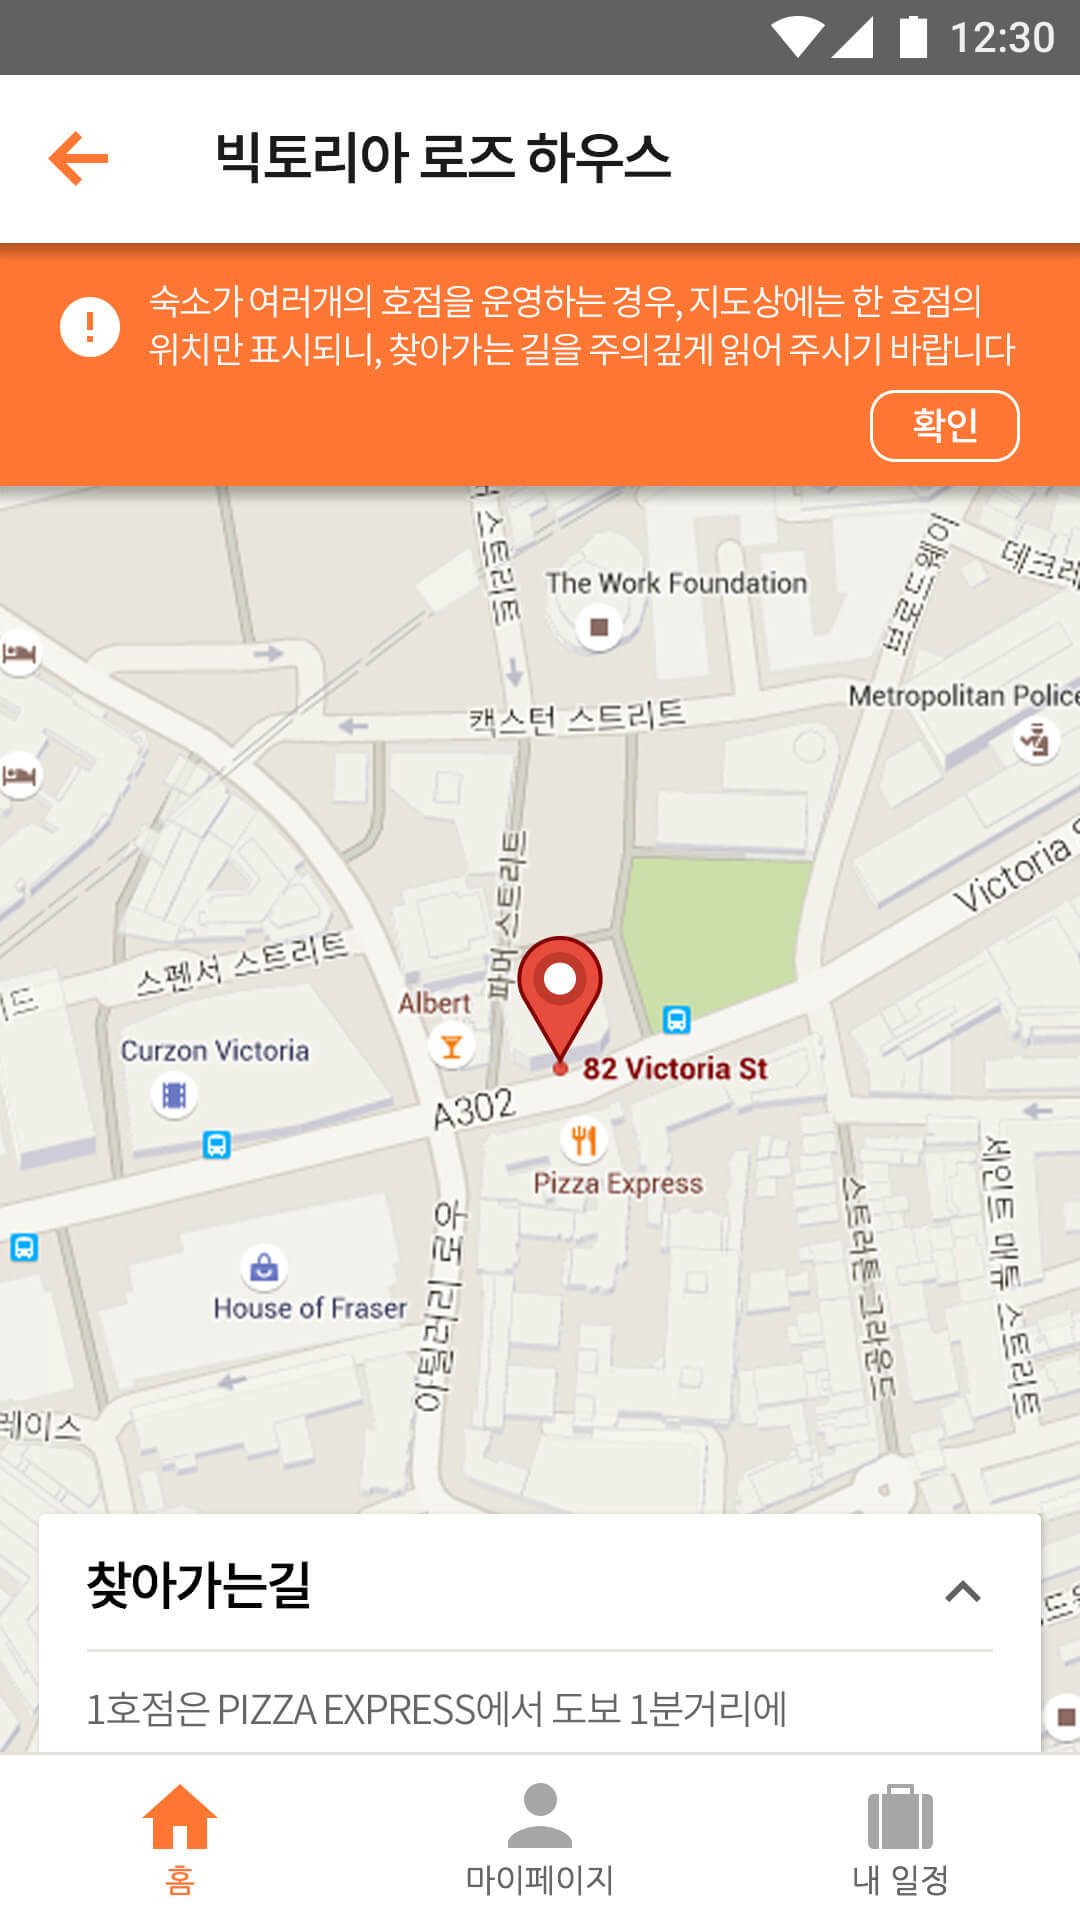 12:30
빅토리아 로즈 하우스
숙소가 여러개의 호점을 운영하는 경우, 지도상에는 한 호점의
위치만 표시되니, 찾아가는 길을 주의깊게 읽어 주시기 바랍니다
확인
스트리트
The Work Foundation
브로드웨이
데크레
캑스턴 스트리트
Metropolitan Police
Victoria S
파머 스트리트
스펜서 스트리트
Albert
Curzon Victoria
82 Victoria St
A302
Pizza Express
House of Fraser
아틸러리 로우
스트러튼 그라운드
세인트 매튜 스트리트
레이스
찾아가는길
1호점은 PIZZA EXPRESS에서 도보 1분거리에
홈
마이페이지
내 일정